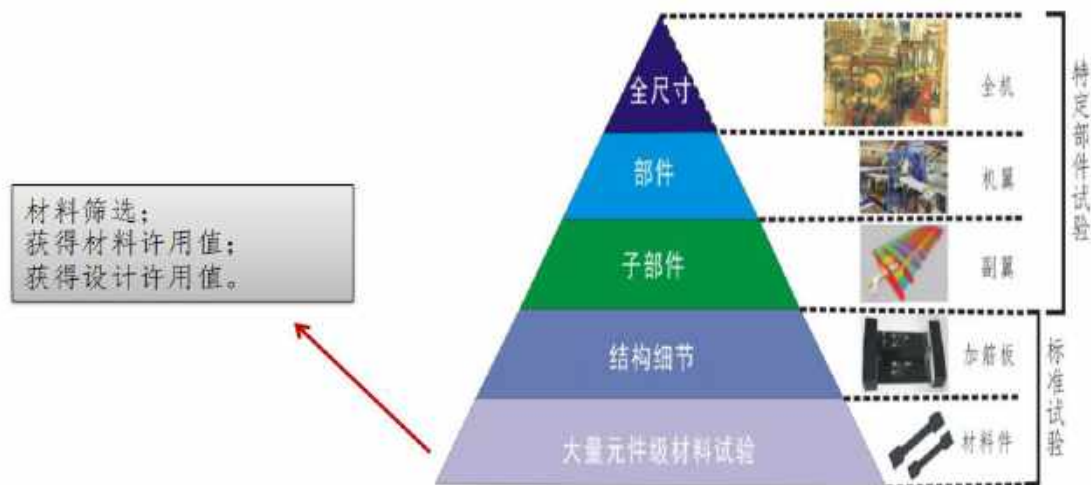 全尺寸
全机
部件
机翼
子部件
副翼
结构细节
加筋板
大量元件级材料试验
材料件
特定部件试验
标准试验
材料筛选；
获得材料许用值；
获得设计许用值。